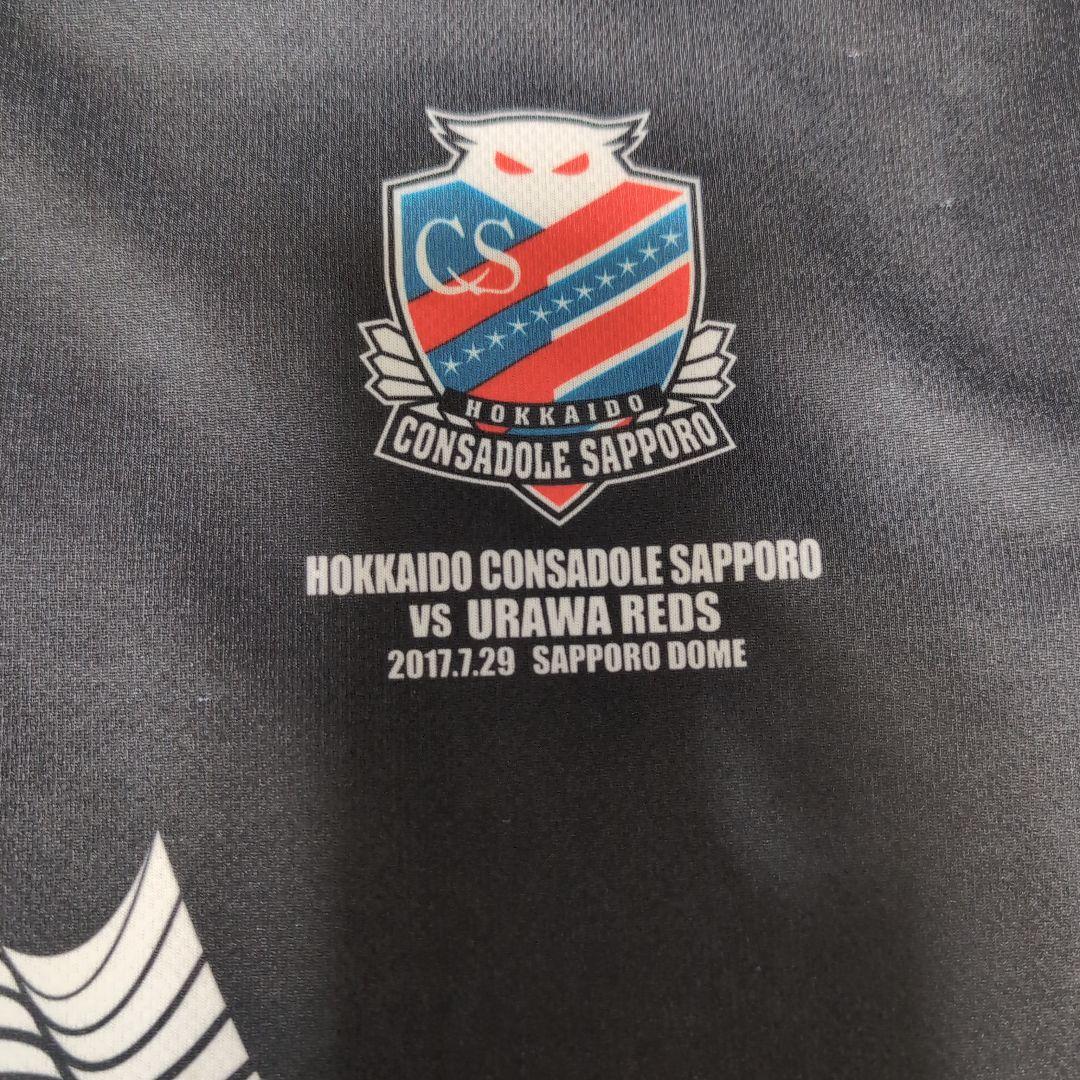 CS
HOKKAIDO
CONSADOLE SAPPORO
HOKKAIDO CONSADOLE SAPPORO
VS URAWA REDS
2017.7.29 SAPPORO DOME